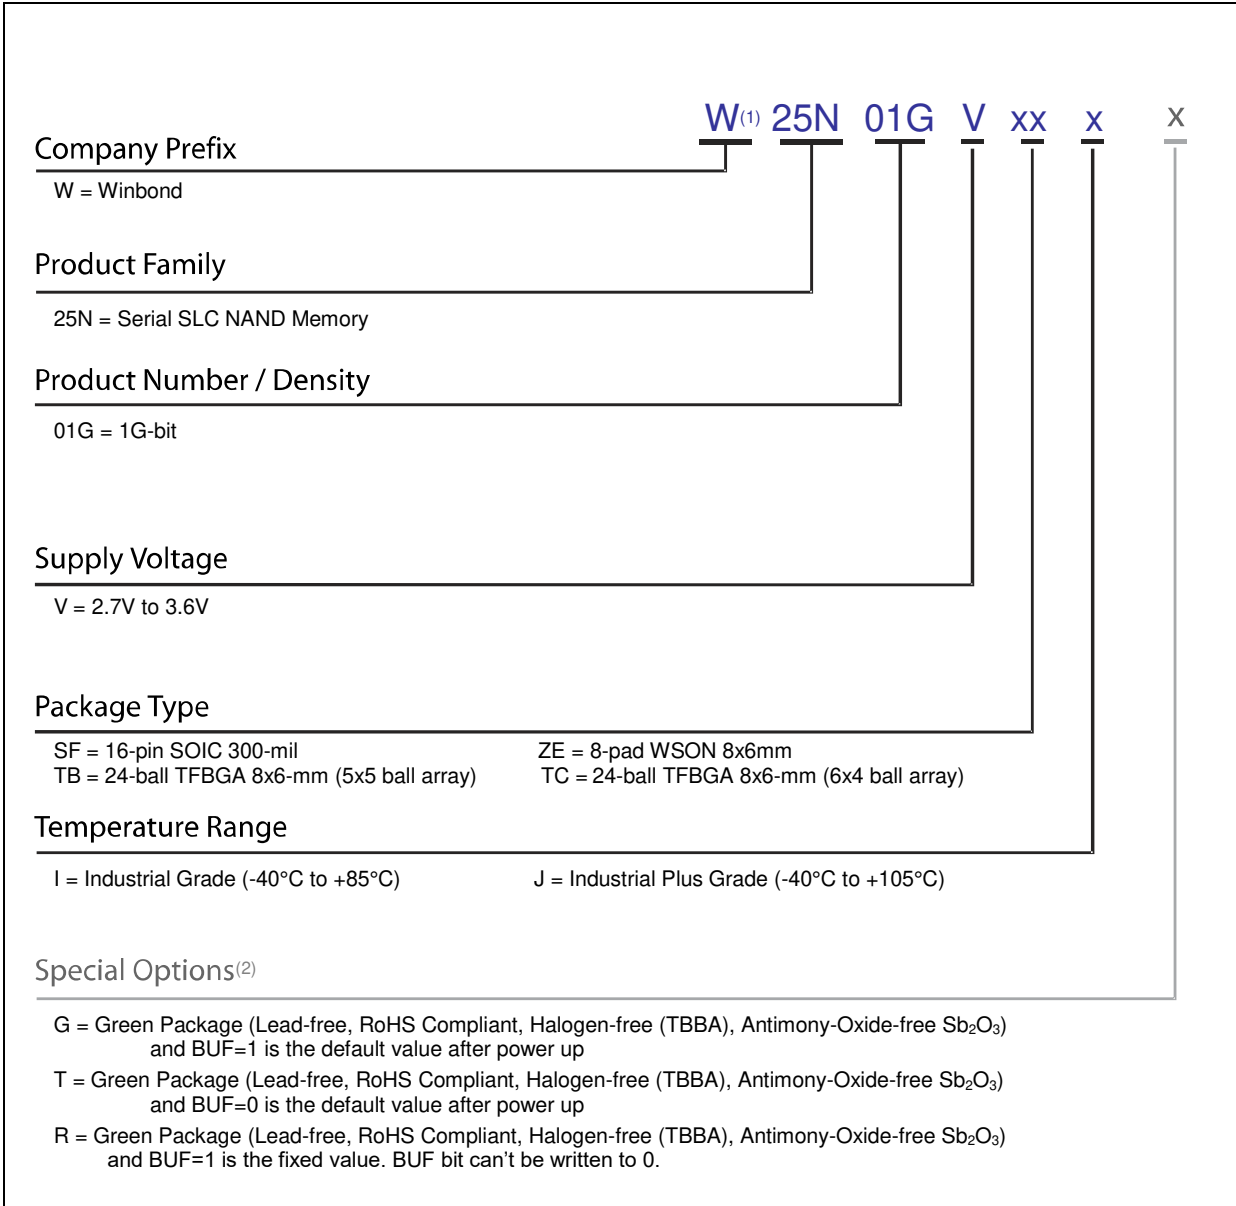 W(1) 25N 01G V xx x x
Company Prefix
W = Winbond
Product Family
25N = Serial SLC NAND Memory
Product Number / Density
01G = 1G-bit
Supply Voltage
V = 2.7V to 3.6V
Package Type
SF = 16-pin SOIC 300-mil ZE = 8-pad WSON 8x6mm
TB = 24-ball TFBGA 8x6-mm (5x5 ball array) TC = 24-ball TFBGA 8x6-mm (6x4 ball array)
Temperature Range
I = Industrial Grade (-40°C to +85°C) J = Industrial Plus Grade (-40°C to +105°C)
Special Options(2)
G = Green Package (Lead-free, RoHS Compliant, Halogen-free (TBBA), Antimony-Oxide-free Sb₂O₃)
and BUF=1 is the default value after power up
T = Green Package (Lead-free, RoHS Compliant, Halogen-free (TBBA), Antimony-Oxide-free Sb₂O₃)
and BUF=0 is the default value after power up
R = Green Package (Lead-free, RoHS Compliant, Halogen-free (TBBA), Antimony-Oxide-free Sb₂O₃)
and BUF=1 is the fixed value. BUF bit can't be written to 0.